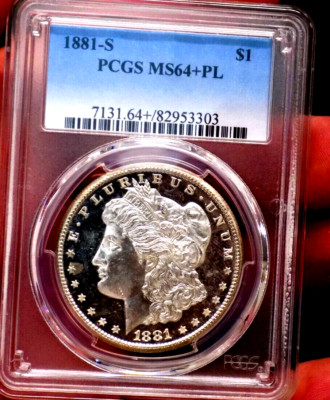 1881-S $1
PCGS MS64+PL
7131.64+/82953303
E·PLURIBUS·UNUM·
1881
PCGS